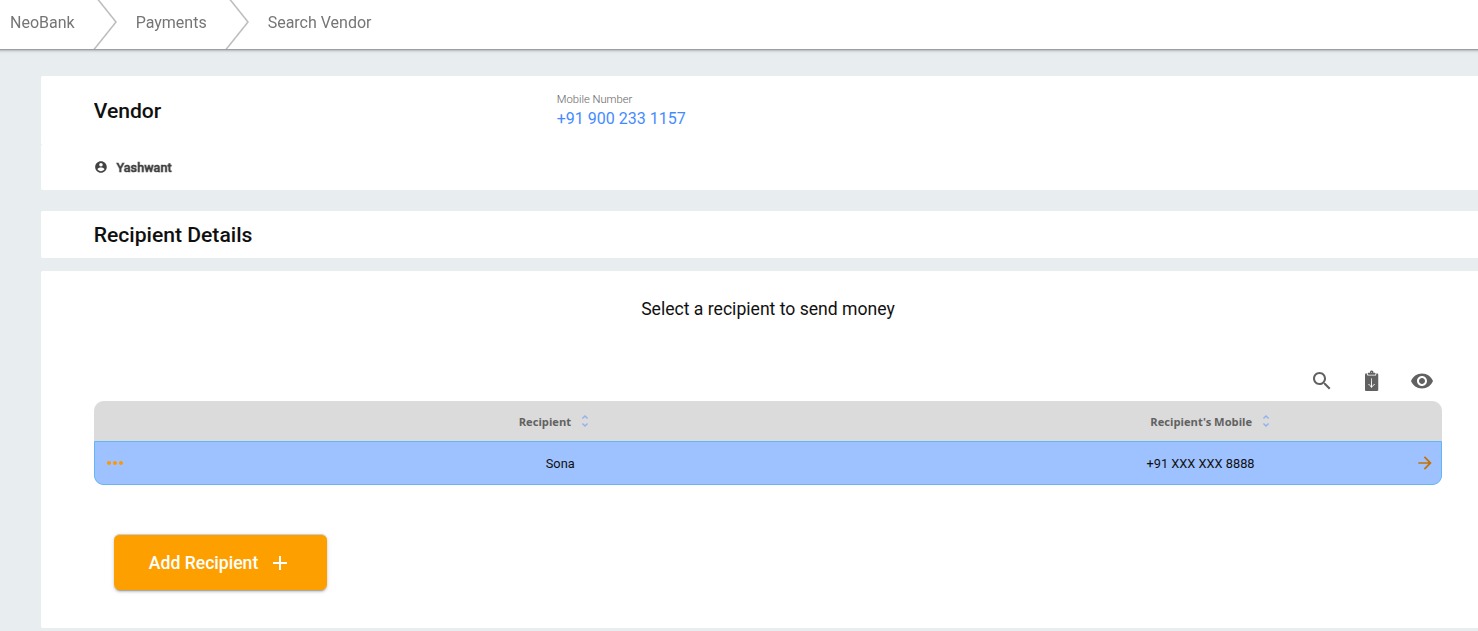 NeoBank Payments Search Vendor
Vendor
Mobile Number
+91 900 233 1157
Yashwant
Recipient Details
Select a recipient to send money
Recipient Recipient's Mobile
Sona +91 XXX XXX 8888
Add Recipient +